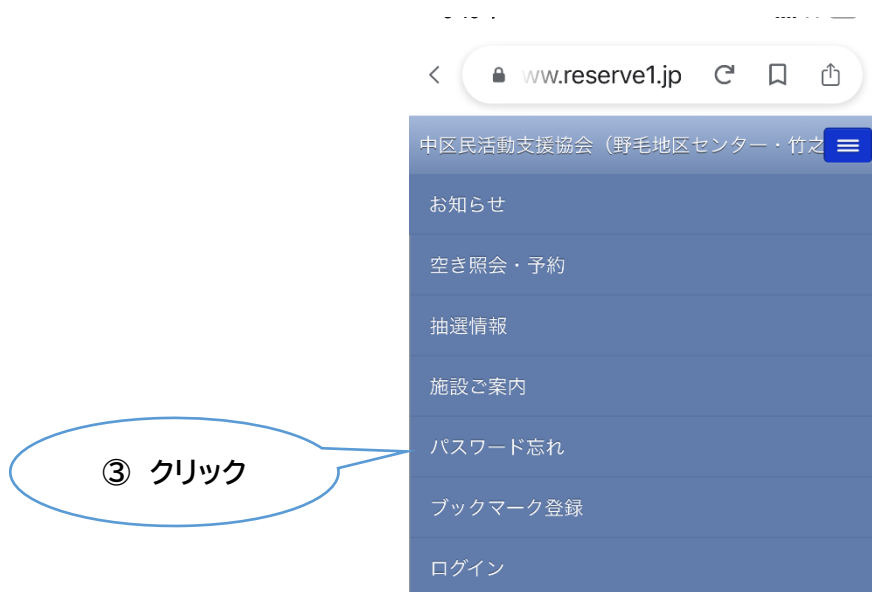 ww.reserve1.jp
中区民活動支援協会（野毛地区センター・竹之
お知らせ
空き照会・予約
抽選情報
施設ご案内
パスワード忘れ
③ クリック
ブックマーク登録
ログイン